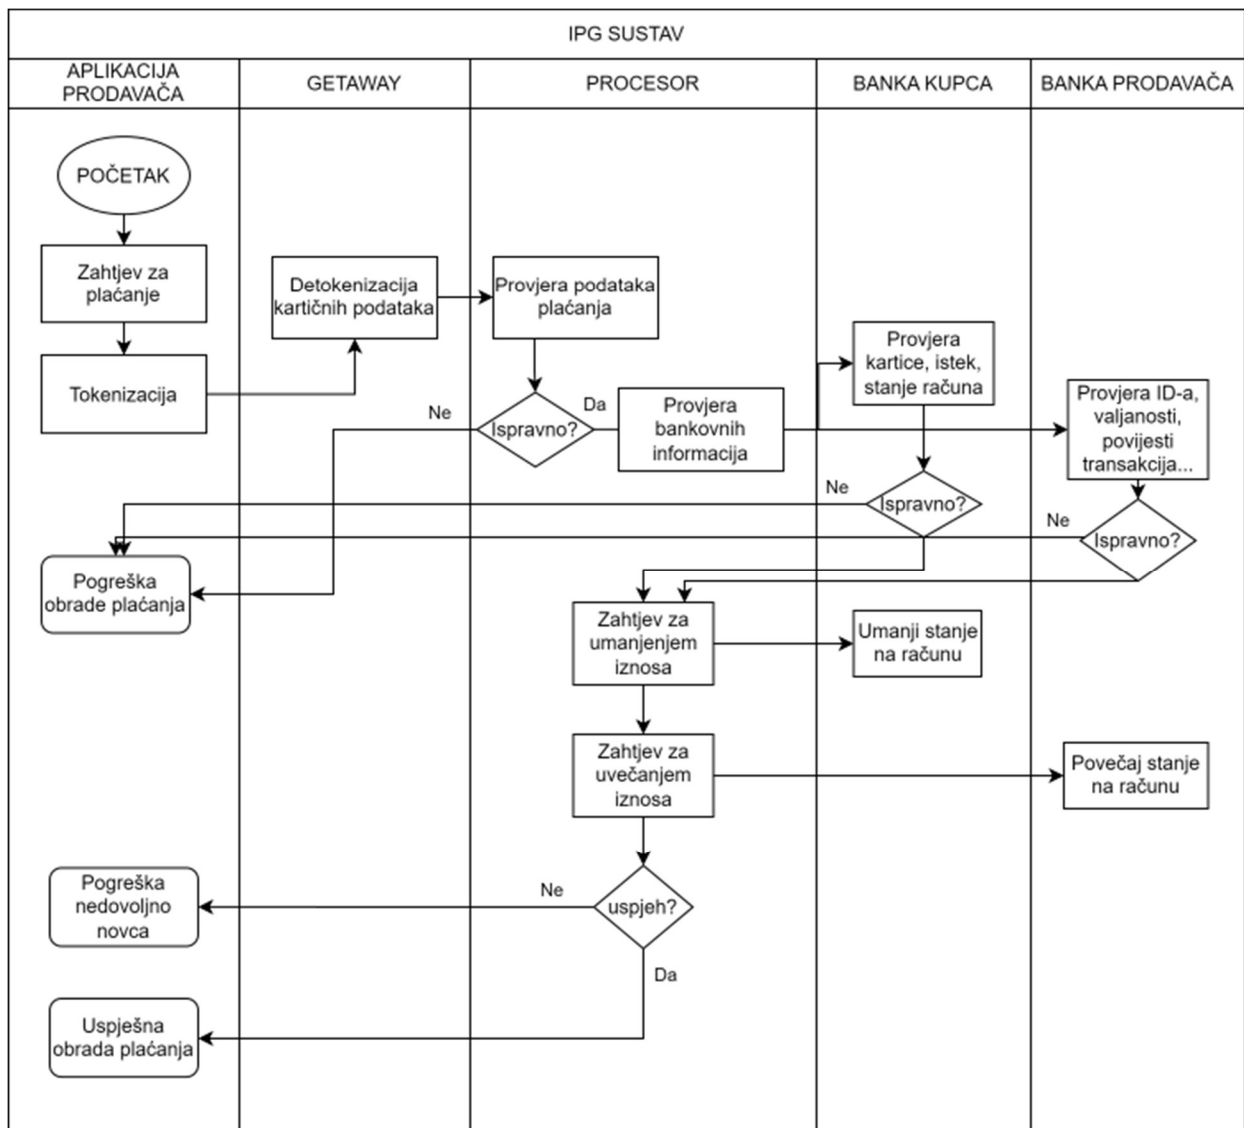 IPG SUSTAV
APLIKACIJA
PRODAVAČA
GETAWAY
PROCESOR
BANKA KUPCA
BANKA PRODAVAČA
POČETAK
Zahtjev za
plaćanje
Tokenizacija
Detokenizacija
kartičnih podataka
Provjera podataka
plaćanja
Ispravno?
Ne
Da
Provjera
bankovnih
informacija
Provjera
kartice, istek,
stanje računa
Provjera ID-a,
valjanosti,
povijesti
transakcija...
Ispravno?
Ne
Ispravno?
Ne
Pogreška
obrade plaćanja
Zahtjev za
umanjenjem
iznosa
Umanji stanje
na računu
Zahtjev za
uvečanjem
iznosa
Povečaj stanje
na računu
uspjeh?
Ne
Da
Pogreška
nedovoljno
novca
Uspješna
obrada plaćanja